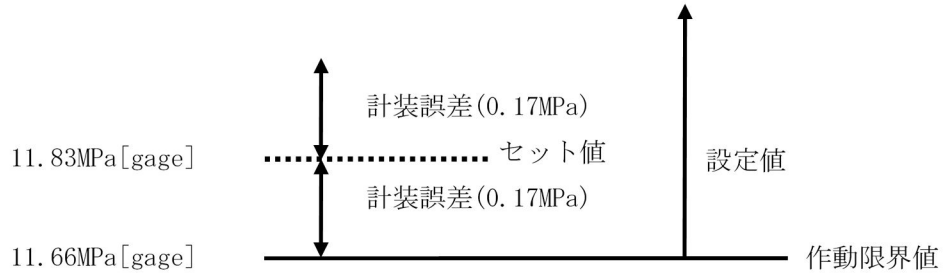 計装誤差(0.17MPa)
11.83MPa[gage]
セット値
設定値
計装誤差(0.17MPa)
11.66MPa[gage]
作動限界値